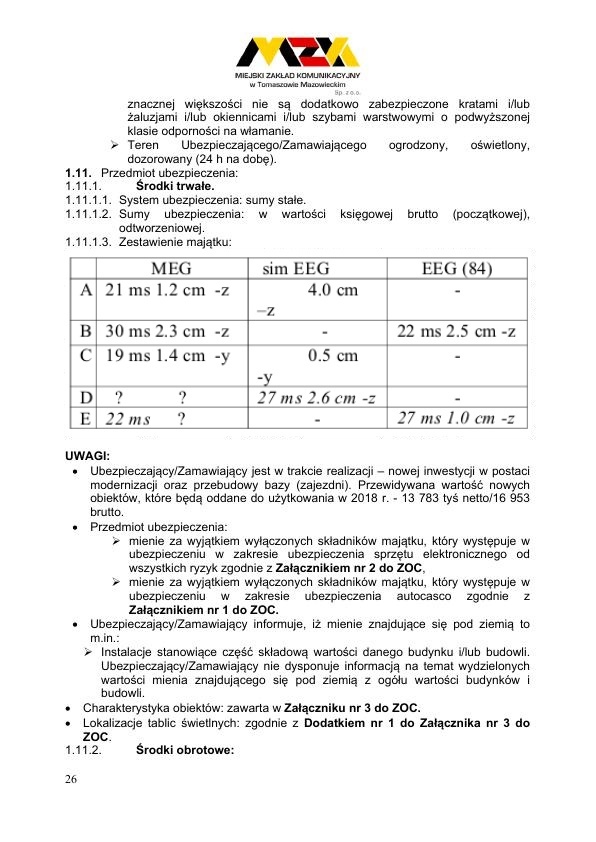 MZK
MIEJSKI ZAKŁAD KOMUNIKACYJNY
w Tomaszowie Mazowieckim
Sp. z o.o.
znacznej większości nie są dodatkowo zabezpieczone kratami i/lub
żaluzjami i/lub okiennicami i/lub szybami warstwowymi o podwyższonej
klasie odporności na włamanie.
➢ Teren Ubezpieczającego/Zamawiającego ogrodzony, oświetlony,
dozorowany (24 h na dobę).
1.11. Przedmiot ubezpieczenia:
1.11.1. Środki trwałe.
1.11.1.1. System ubezpieczenia: sumy stałe.
1.11.1.2. Sumy ubezpieczenia: w wartości księgowej brutto (początkowej),
odtworzeniowej.
1.11.1.3. Zestawienie majątku:
MEG sim EEG EEG (84)
A 21 ms 1.2 cm -z 4.0 cm -
–z
B 30 ms 2.3 cm -z - 22 ms 2.5 cm -z
C 19 ms 1.4 cm -y 0.5 cm -
-y
D ? ? 27 ms 2.6 cm -z -
E 22 ms ? - 27 ms 1.0 cm -z
UWAGI:
• Ubezpieczający/Zamawiający jest w trakcie realizacji – nowej inwestycji w postaci
modernizacji oraz przebudowy bazy (zajezdni). Przewidywana wartość nowych
obiektów, które będą oddane do użytkowania w 2018 r. - 13 783 tyś netto/16 953
brutto.
• Przedmiot ubezpieczenia:
➢ mienie za wyjątkiem wyłączonych składników majątku, który występuje w
ubezpieczeniu w zakresie ubezpieczenia sprzętu elektronicznego od
wszystkich ryzyk zgodnie z Załącznikiem nr 2 do ZOC,
➢ mienie za wyjątkiem wyłączonych składników majątku, który występuje w
ubezpieczeniu w zakresie ubezpieczenia autocasco zgodnie z
Załącznikiem nr 1 do ZOC.
• Ubezpieczający/Zamawiający informuje, iż mienie znajdujące się pod ziemią to
m.in.:
➢ Instalacje stanowiące część składową wartości danego budynku i/lub budowli.
Ubezpieczający/Zamawiający nie dysponuje informacją na temat wydzielonych
wartości mienia znajdującego się pod ziemią z ogółu wartości budynków i
budowli.
• Charakterystyka obiektów: zawarta w Załączniku nr 3 do ZOC.
• Lokalizacje tablic świetlnych: zgodnie z Dodatkiem nr 1 do Załącznika nr 3 do
ZOC.
1.11.2. Środki obrotowe:
26